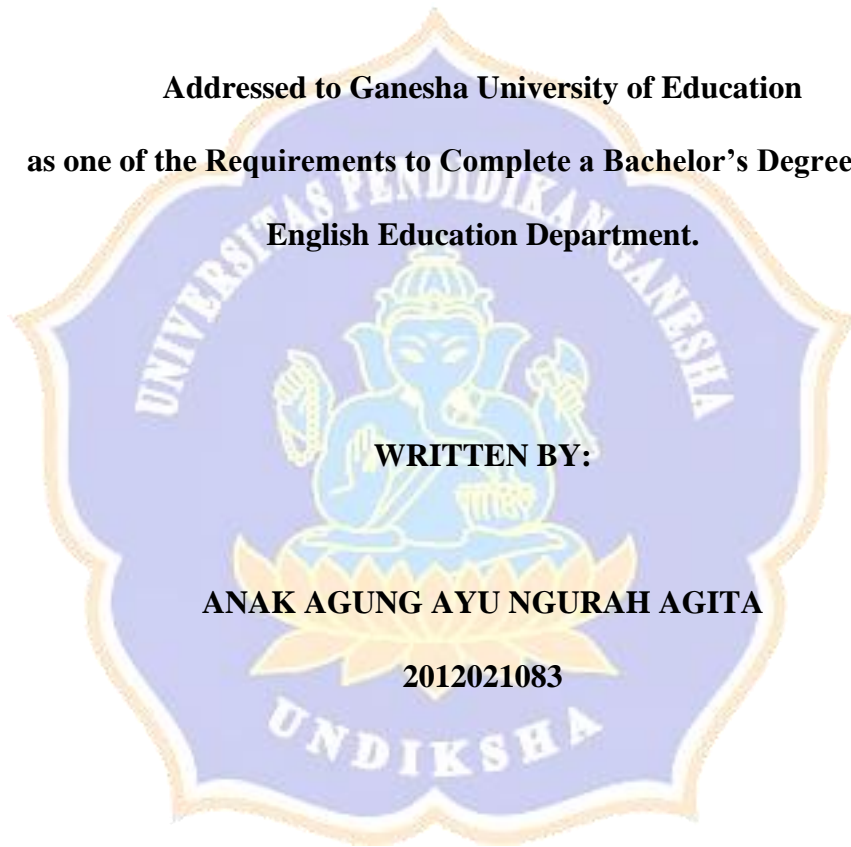 Addressed to Ganesha University of Education
as one of the Requirements to Complete a Bachelor’s Degree
English Education Department.
UNIVERSITAS PENDIDIKAN GANESHA
WRITTEN BY:
ANAK AGUNG AYU NGURAH AGITA
2012021083
UNDIKSHA